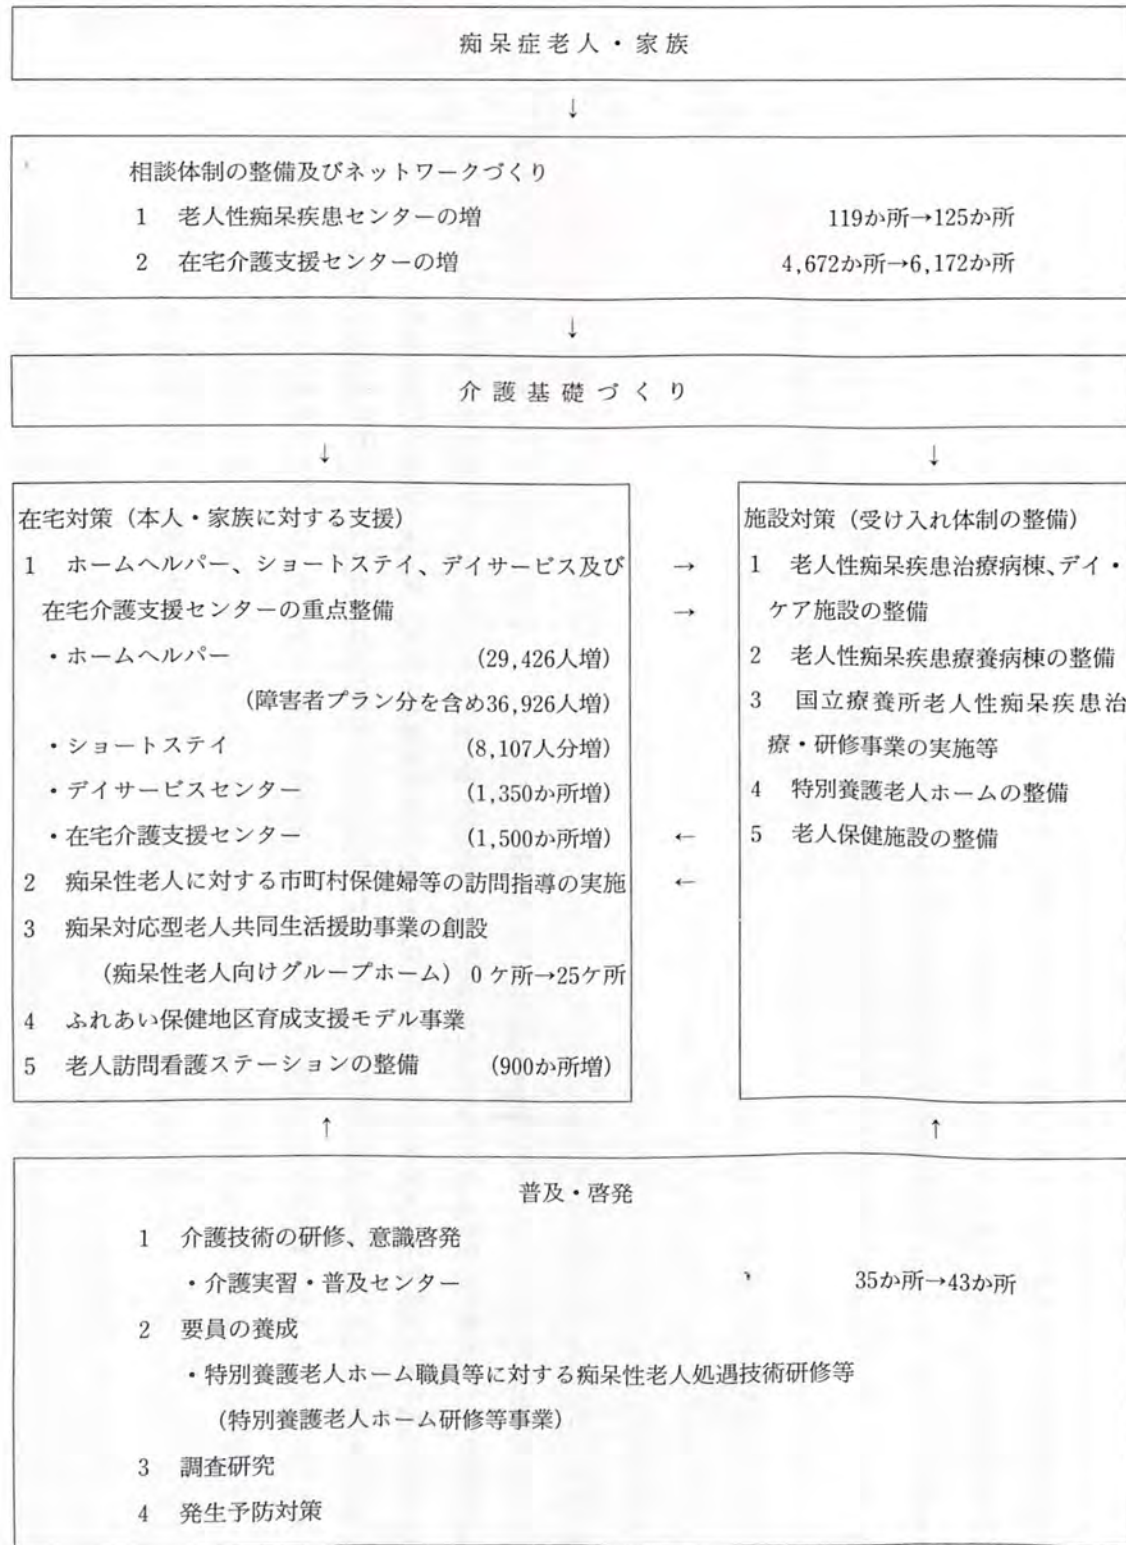 痴呆症老人・家族
↓
相談体制の整備及びネットワークづくり
1 老人性痴呆疾患センターの増 119か所→125か所
2 在宅介護支援センターの増 4,672か所→6,172か所
↓
介護基礎づくり
↓ ↓
在宅対策（本人・家族に対する支援）
1 ホームヘルパー、ショートステイ、デイサービス及び
在宅介護支援センターの重点整備
・ホームヘルパー (29,426人増)
(障害者プラン分を含め36,926人増)
・ショートステイ (8,107人分増)
・デイサービスセンター (1,350か所増)
・在宅介護支援センター (1,500か所増)
2 痴呆性老人に対する市町村保健婦等の訪問指導の実施
3 痴呆対応型老人共同生活援助事業の創設
（痴呆性老人向けグループホーム）0ケ所→25ケ所
4 ふれあい保健地区育成支援モデル事業
5 老人訪問看護ステーションの整備 (900か所増)
→
→
←
←
施設対策（受け入れ体制の整備）
1 老人性痴呆疾患治療病棟、デイ・
ケア施設の整備
2 老人性痴呆疾患療養病棟の整備
3 国立療養所老人性痴呆疾患治
療・研修事業の実施等
4 特別養護老人ホームの整備
5 老人保健施設の整備
↑ ↑
普及・啓発
1 介護技術の研修、意識啓発
・介護実習・普及センター 35か所→43か所
2 要員の養成
・特別養護老人ホーム職員等に対する痴呆性老人処遇技術研修等
（特別養護老人ホーム研修等事業）
3 調査研究
4 発生予防対策